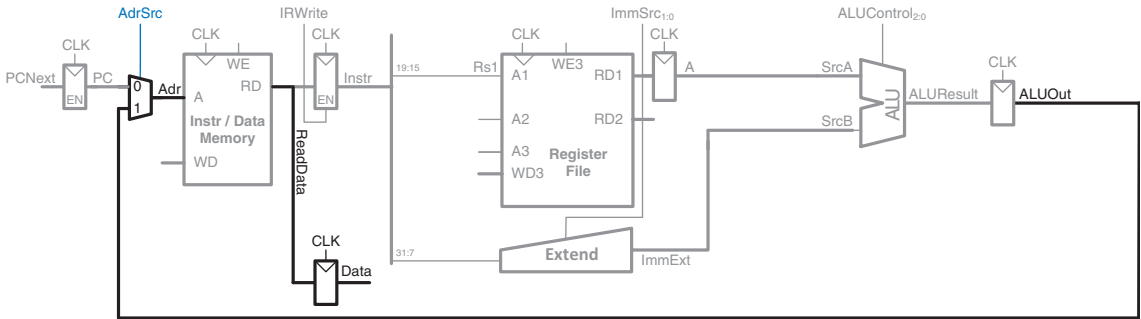 AdrSrc
IRWrite
ImmSrc1:0
ALUControl2:0
CLK
CLK
CLK
CLK
CLK
CLK
PCNext
PC
EN
0
1
Adr
WE
A
RD
Instr / Data
Memory
WD
EN
Instr
ReadData
19:15
Rs1
A1
WE3
RD1
A2
RD2
A3
WD3
Register
File
A
SrcA
SrcB
ALU
ALUResult
ALUOut
CLK
Data
31:7
Extend
ImmExt